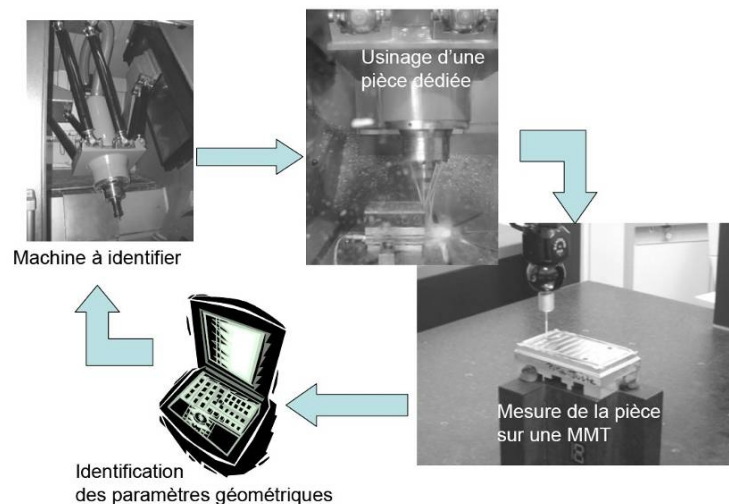 Usinage d'une
pièce dédiée
Machine à identifier
Mesure de la pièce
sur une MMT
Identification
des paramètres géométriques